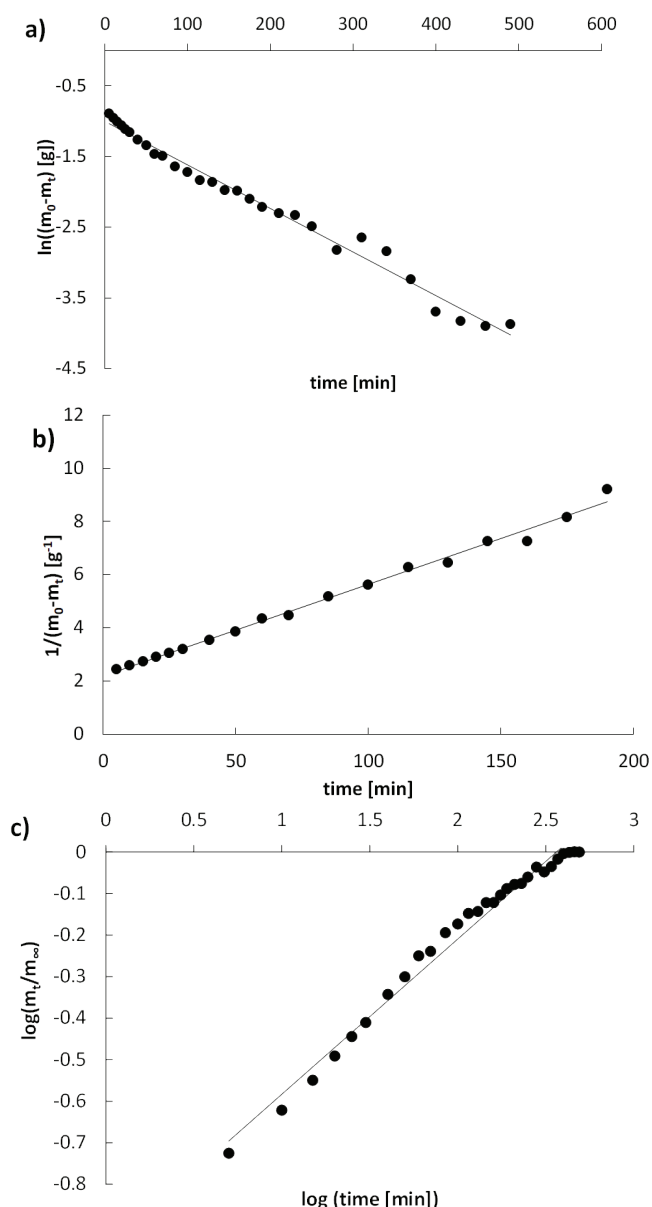 a)
0 100 200 300 400 500 600
-0.5
-1.5
-2.5
-3.5
-4.5
ln((m₀-mₜ) [g])
time [min]
b)
12
10
8
6
4
2
0
1/(m₀-mₜ) [g⁻¹]
0 50 100 150 200
time [min]
c)
0 0.5 1 1.5 2 2.5 3
0
-0.1
-0.2
-0.3
-0.4
-0.5
-0.6
-0.7
-0.8
log(mₜ/m∞)
log (time [min])